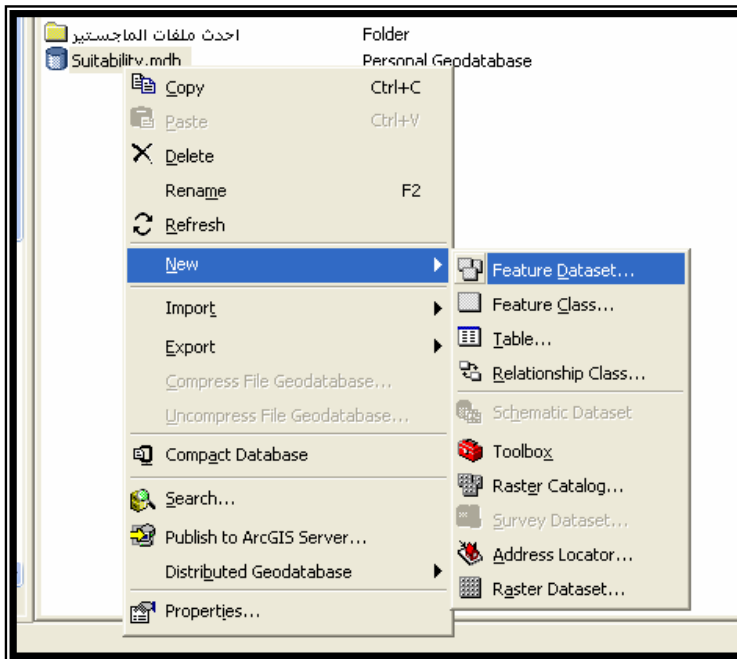 احدث ملفات الماجستير Folder
Suitability.mdb Personal Geodatabase
Copy Ctrl+C
Paste Ctrl+V
Delete
Rename F2
Refresh
New
Import
Export
Compress File Geodatabase...
Uncompress File Geodatabase...
Compact Database
Search...
Publish to ArcGIS Server...
Distributed Geodatabase
Properties...
Feature Dataset...
Feature Class...
Table...
Relationship Class...
Schematic Dataset
Toolbox
Raster Catalog...
Survey Dataset...
Address Locator...
Raster Dataset...